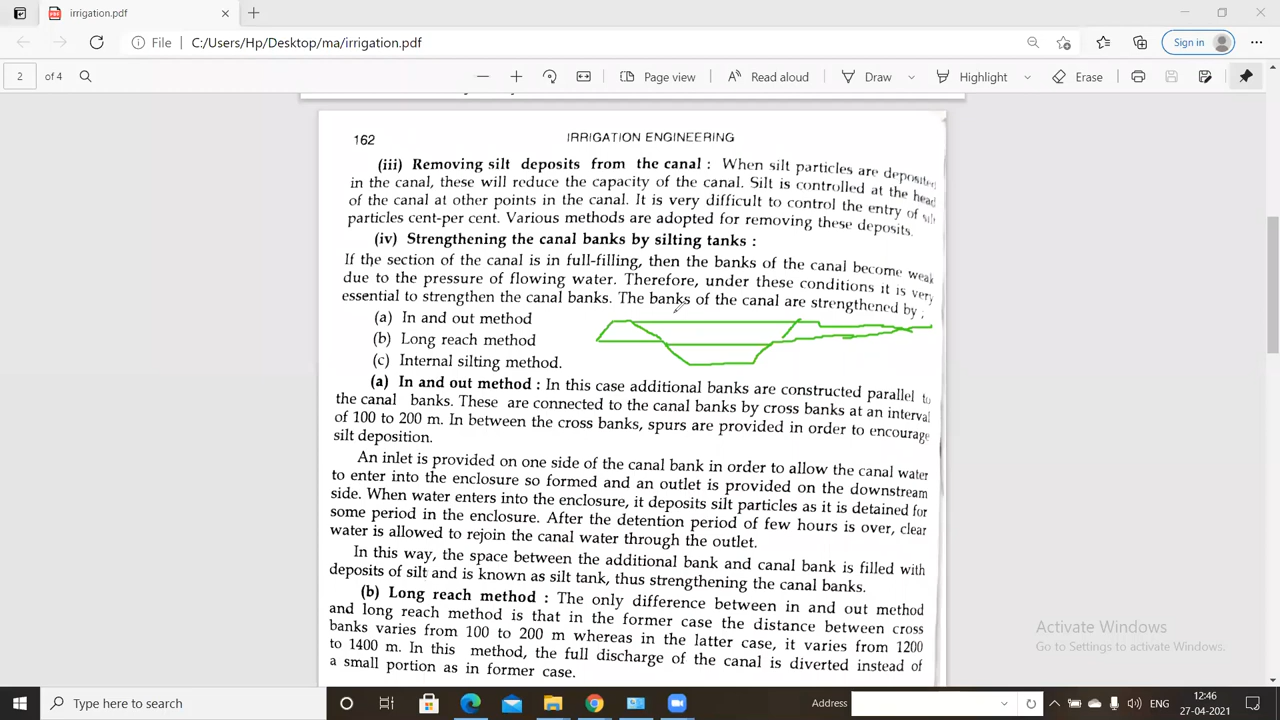 irrigation.pdf
File C:/Users/Hp/Desktop/ma/irrigation.pdf Sign in
2 of 4 Page view Read aloud Draw Highlight Erase
162 IRRIGATION ENGINEERING
(iii) Removing silt deposits from the canal : When silt particles are deposited
in the canal, these will reduce the capacity of the canal. Silt is controlled at the head
of the canal at other points in the canal. It is very difficult to control the entry of silt
particles cent-per cent. Various methods are adopted for removing these deposits.
(iv) Strengthening the canal banks by silting tanks :
If the section of the canal is in full-filling, then the banks of the canal become weak
due to the pressure of flowing water. Therefore, under these conditions it is very
essential to strengthen the canal banks. The banks of the canal are strengthened by ;
(a) In and out method
(b) Long reach method
(c) Internal silting method.
(a) In and out method : In this case additional banks are constructed parallel to
the canal banks. These are connected to the canal banks by cross banks at an interval
of 100 to 200 m. In between the cross banks, spurs are provided in order to encourage
silt deposition.
An inlet is provided on one side of the canal bank in order to allow the canal water
to enter into the enclosure so formed and an outlet is provided on the downstream
side. When water enters into the enclosure, it deposits silt particles as it is detained for
some period in the enclosure. After the detention period of few hours is over, clear
water is allowed to rejoin the canal water through the outlet.
In this way, the space between the additional bank and canal bank is filled with
deposits of silt and is known as silt tank, thus strengthening the canal banks.
(b) Long reach method : The only difference between in and out method
and long reach method is that in the former case the distance between cross
banks varies from 100 to 200 m whereas in the latter case, it varies from 1200
to 1400 m. In this method, the full discharge of the canal is diverted instead of
a small portion as in former case.
Activate Windows
Go to Settings to activate Windows.
Type here to search Address ENG 12:46
27-04-2021